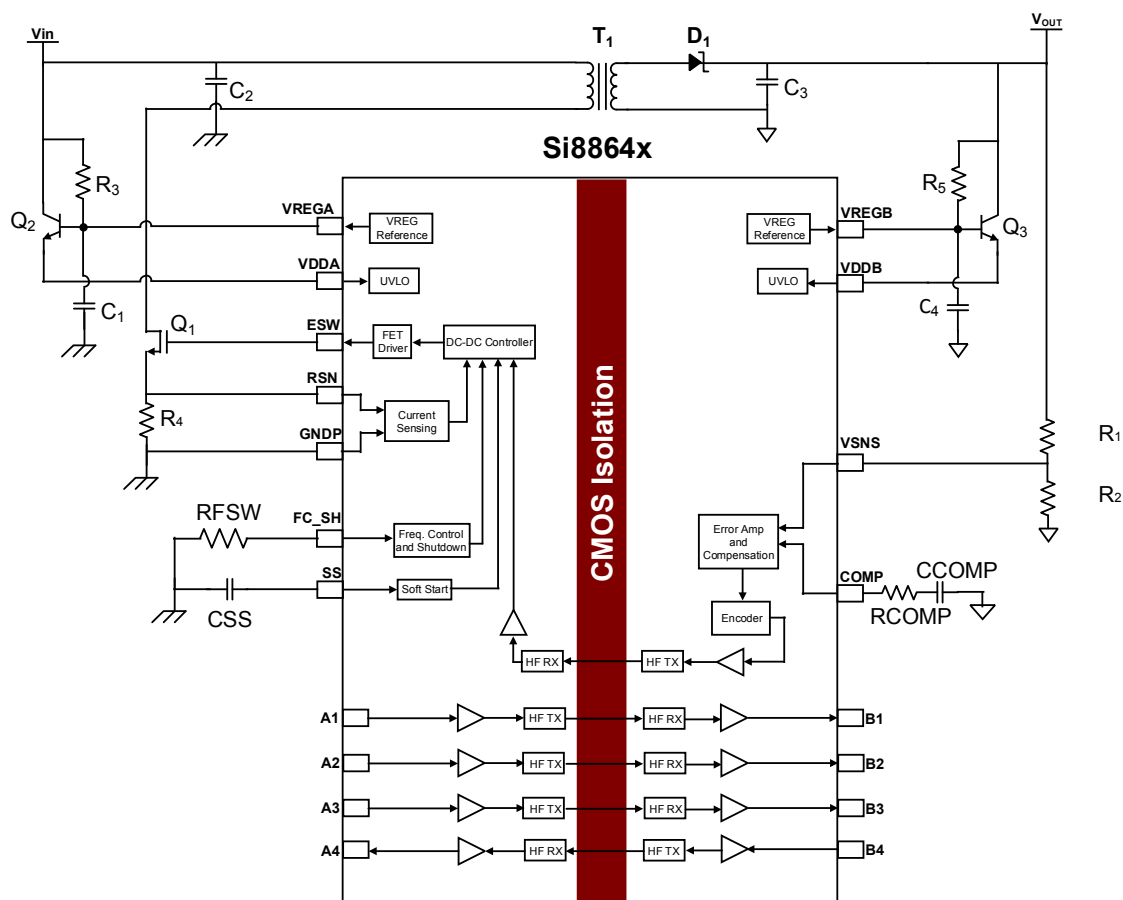 Vin
T1
D1
VOUT
C2
C3
Si8864x
R3
R5
Q2
VREGA
VREG
Reference
VREG
Reference
VREGB
Q3
VDDA
UVLO
UVLO
VDDB
C1
C4
Q1
ESW
FET
Driver
DC-DC Controller
RSN
R4
Current
Sensing
GNDP
CMOS Isolation
VSNS
R1
R2
RFSW
FC_SH
Freq. Control
and Shutdown
Error Amp
and
Compensation
SS
Soft Start
CSS
COMP
CCOMP
RCOMP
Encoder
HF RX
HF TX
A1
HF TX
HF RX
B1
A2
HF TX
HF RX
B2
A3
HF TX
HF RX
B3
A4
HF RX
HF TX
B4